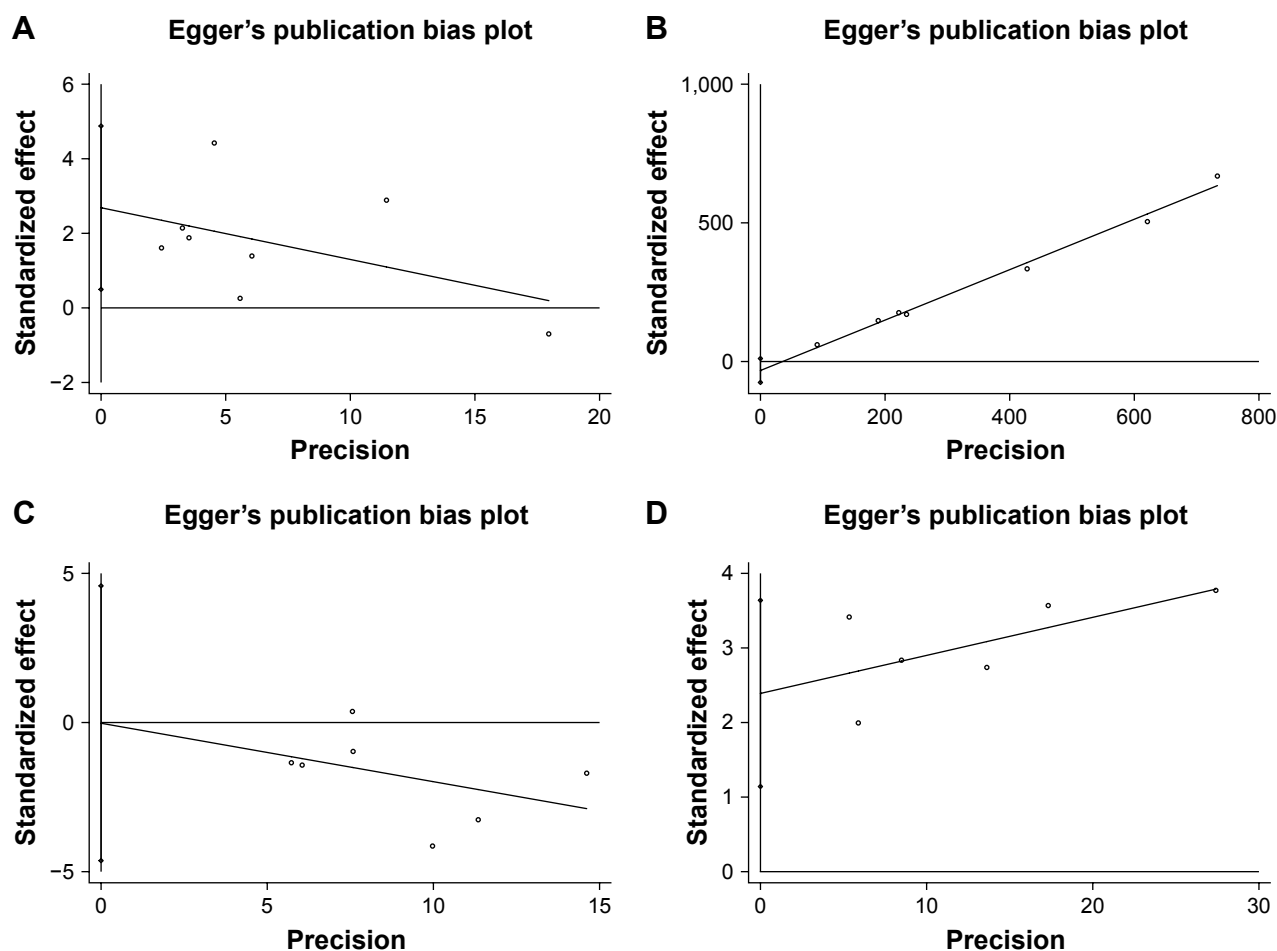 A
Egger’s publication bias plot
Standardized effect
6
4
2
0
−2
0 5 10 15 20
Precision
B
Egger’s publication bias plot
Standardized effect
1,000
500
0
0 200 400 600 800
Precision
C
Egger’s publication bias plot
Standardized effect
5
0
−5
0 5 10 15
Precision
D
Egger’s publication bias plot
Standardized effect
4
3
2
1
0
0 10 20 30
Precision